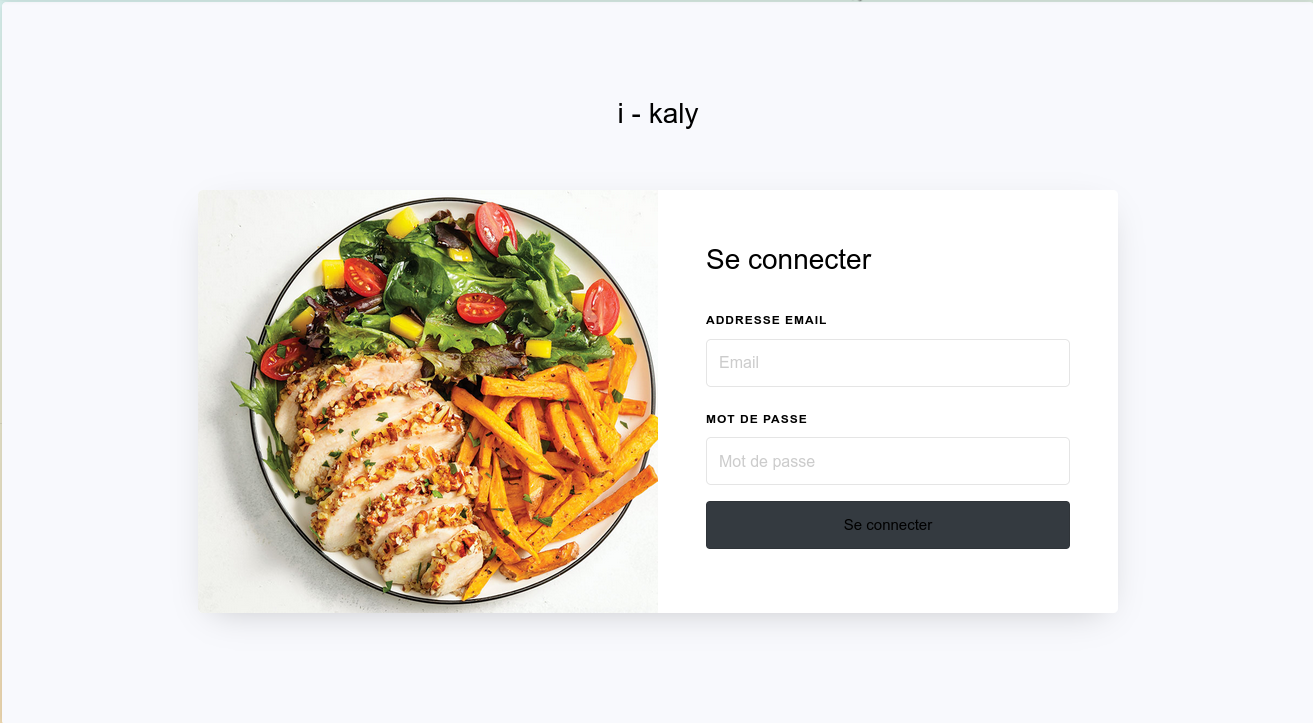 i - kaly
Se connecter
ADDRESSE EMAIL
Email
MOT DE PASSE
Mot de passe
Se connecter